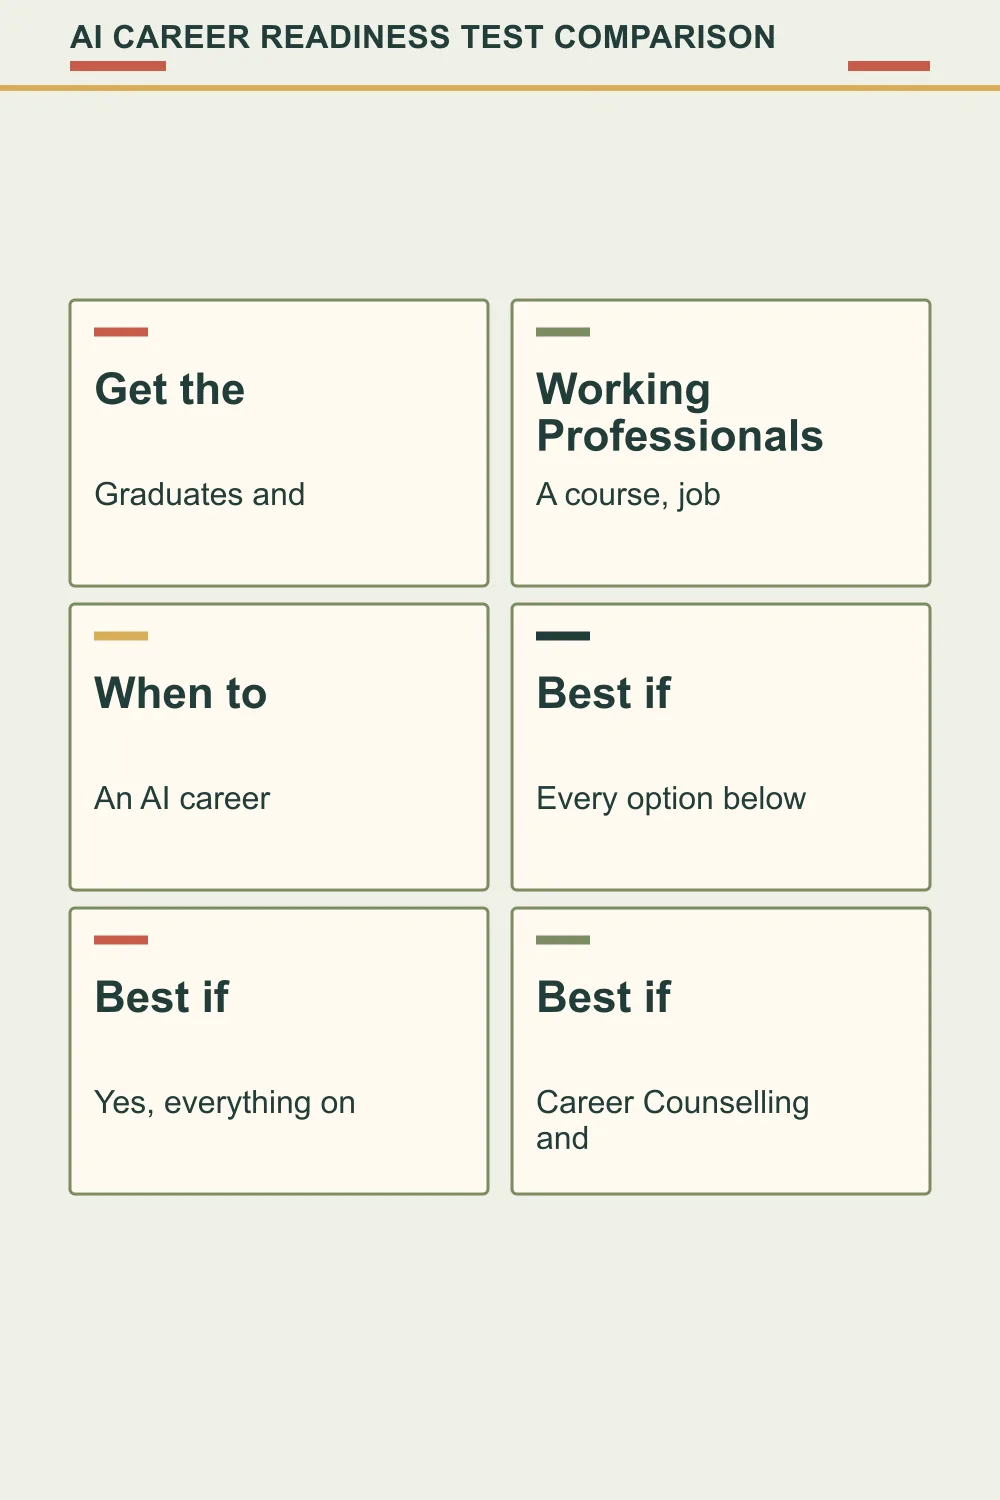 AI CAREER READINESS TEST COMPARISON
Get the
Graduates and
Working
Professionals
A course, job
When to
An AI career
Best if
Every option below
Best if
Yes, everything on
Best if
Career Counselling
and